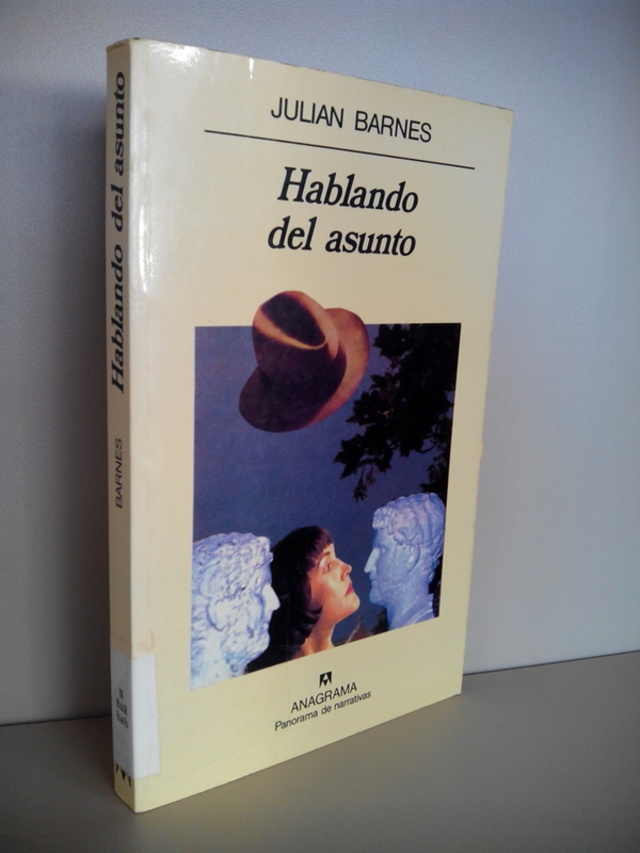 JULIAN BARNES
Hablando
del asunto
ANAGRAMA
Panorama de narrativas
BARNES
Hablando del asunto